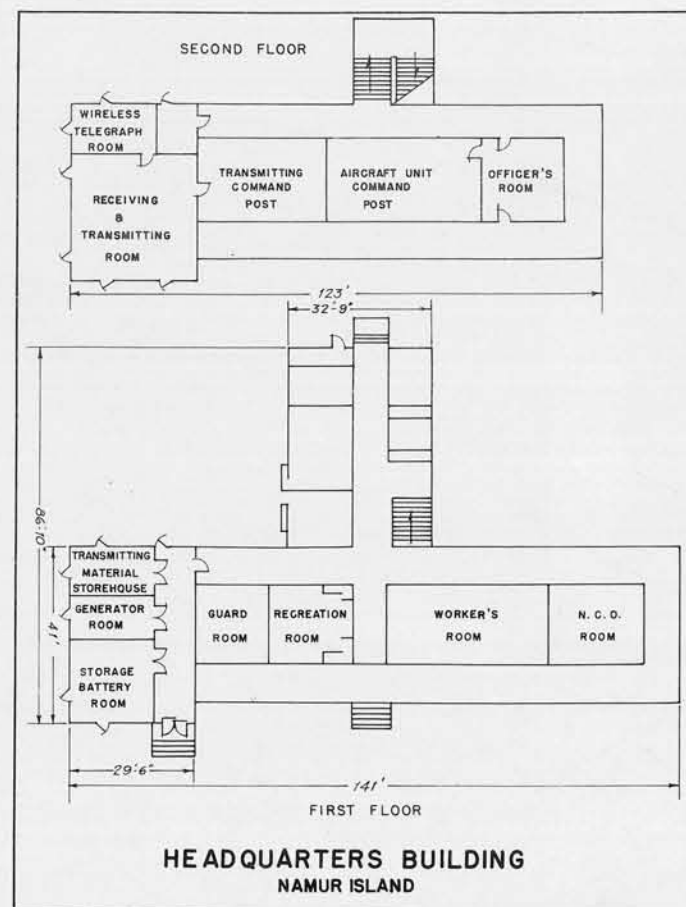 SECOND FLOOR
WIRELESS
TELEGRAPH
ROOM
RECEIVING
&
TRANSMITTING
ROOM
TRANSMITTING
COMMAND
POST
AIRCRAFT UNIT
COMMAND
POST
OFFICER'S
ROOM
123'
32'-9"
86'-10"
41'
TRANSMITTING
MATERIAL
STOREHOUSE
GENERATOR
ROOM
STORAGE
BATTERY
ROOM
GUARD
ROOM
RECREATION
ROOM
WORKER'S
ROOM
N. C. O.
ROOM
29'-6"
141'
FIRST FLOOR
HEADQUARTERS BUILDING
NAMUR ISLAND